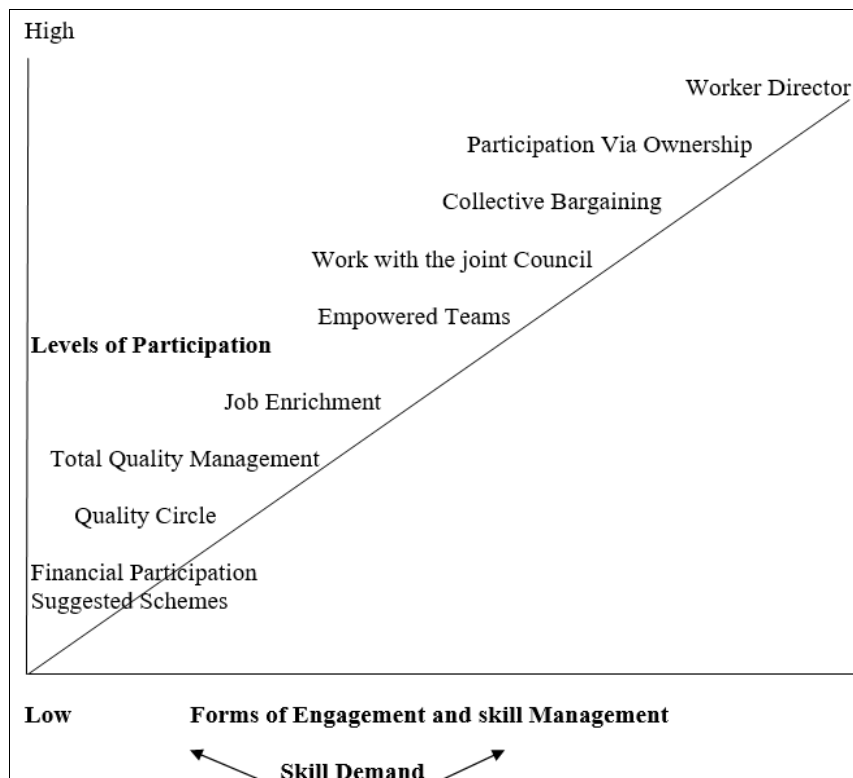 High
Worker Director
Participation Via Ownership
Collective Bargaining
Work with the joint Council
Empowered Teams
Levels of Participation
Job Enrichment
Total Quality Management
Quality Circle
Financial Participation
Suggested Schemes
Low Forms of Engagement and skill Management
Skill Demand